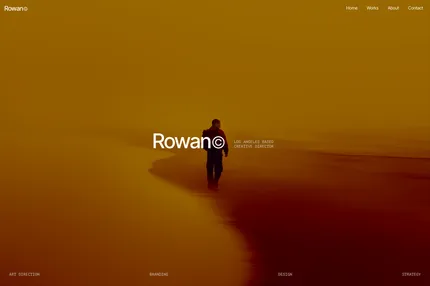 Rowan©
Home Works About Contact
Rowan©
LOS ANGELES BASED
CREATIVE DIRECTOR
ART DIRECTION BRANDING DESIGN STRATEGY